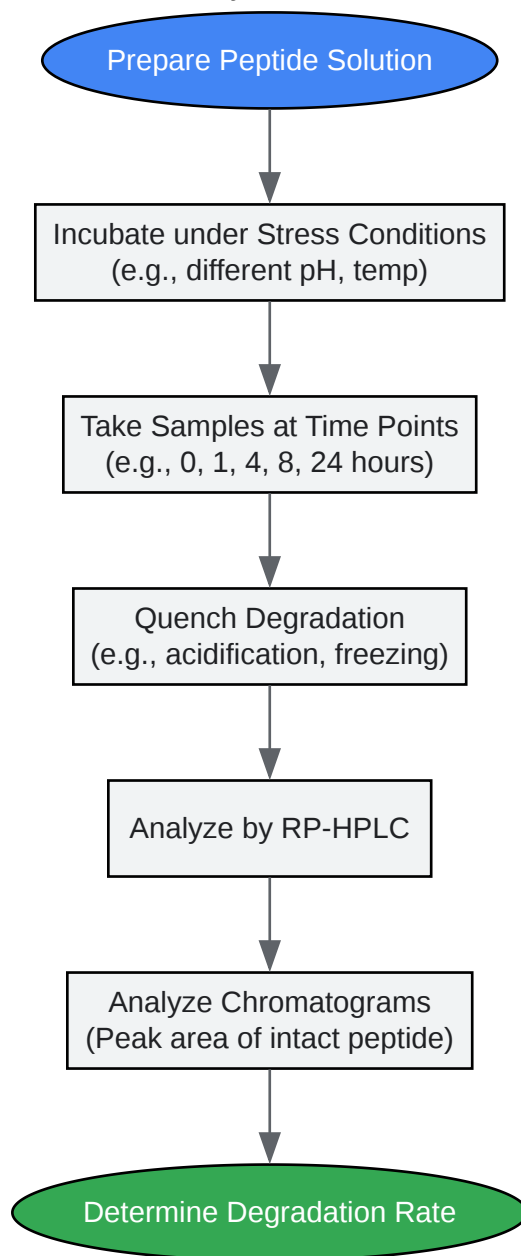 Prepare Peptide Solution
Incubate under Stress Conditions
(e.g., different pH, temp)
Take Samples at Time Points
(e.g., 0, 1, 4, 8, 24 hours)
Quench Degradation
(e.g., acidification, freezing)
Analyze by RP-HPLC
Analyze Chromatograms
(Peak area of intact peptide)
Determine Degradation Rate